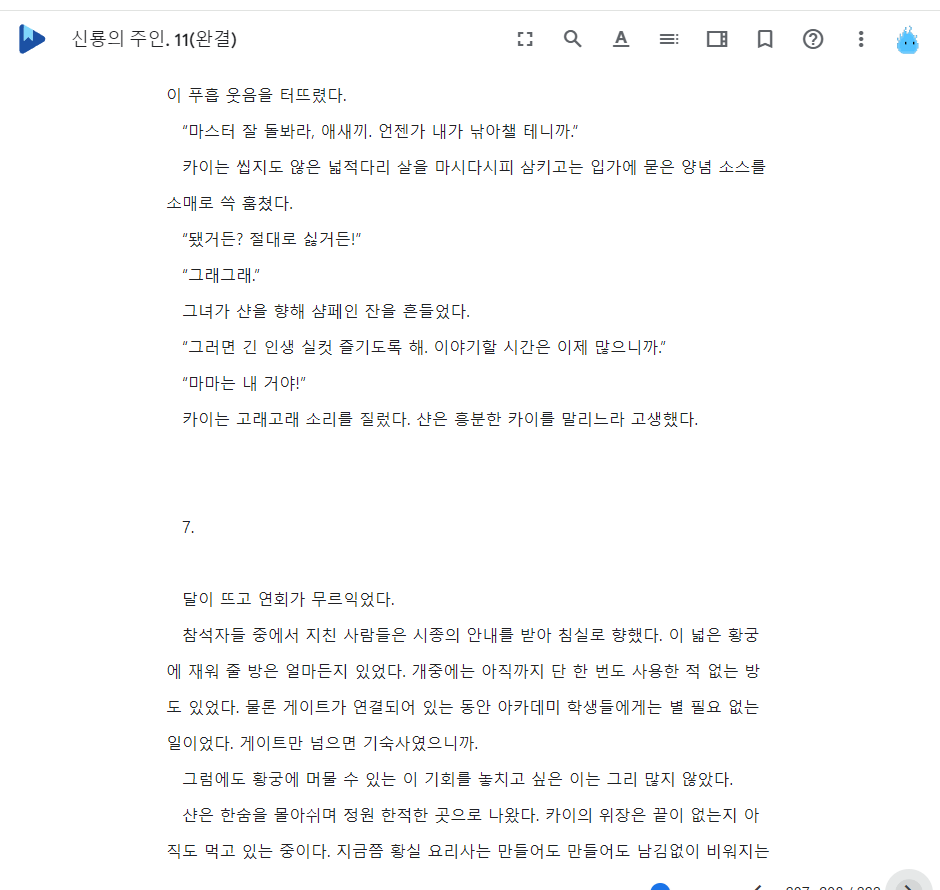 신룡의 주인. 11(완결)
이 푸흡 웃음을 터뜨렸다.
“마스터 잘 돌봐라, 애새끼. 언젠가 내가 낚아챌 테니까.”
카이는 씹지도 않은 넓적다리 살을 마시다시피 삼키고는 입가에 묻은 양념 소스를
소매로 쓱 훔쳤다.
“됐거든? 절대로 싫거든!”
“그래그래.”
그녀가 샨을 향해 샴페인 잔을 흔들었다.
“그러면 긴 인생 실컷 즐기도록 해. 이야기할 시간은 이제 많으니까.”
“마마는 내 거야!”
카이는 고래고래 소리를 질렀다. 샨은 흥분한 카이를 말리느라 고생했다.
7.
달이 뜨고 연회가 무르익었다.
참석자들 중에서 지친 사람들은 시종의 안내를 받아 침실로 향했다. 이 넓은 황궁
에 재워 줄 방은 얼마든지 있었다. 개중에는 아직까지 단 한 번도 사용한 적 없는 방
도 있었다. 물론 게이트가 연결되어 있는 동안 아카데미 학생들에게는 별 필요 없는
일이었다. 게이트만 넘으면 기숙사였으니까.
그럼에도 황궁에 머물 수 있는 이 기회를 놓치고 싶은 이는 그리 많지 않았다.
샨은 한숨을 몰아쉬며 정원 한적한 곳으로 나왔다. 카이의 위장은 끝이 없는지 아
직도 먹고 있는 중이다. 지금쯤 황실 요리사는 만들어도 만들어도 남김없이 비워지는